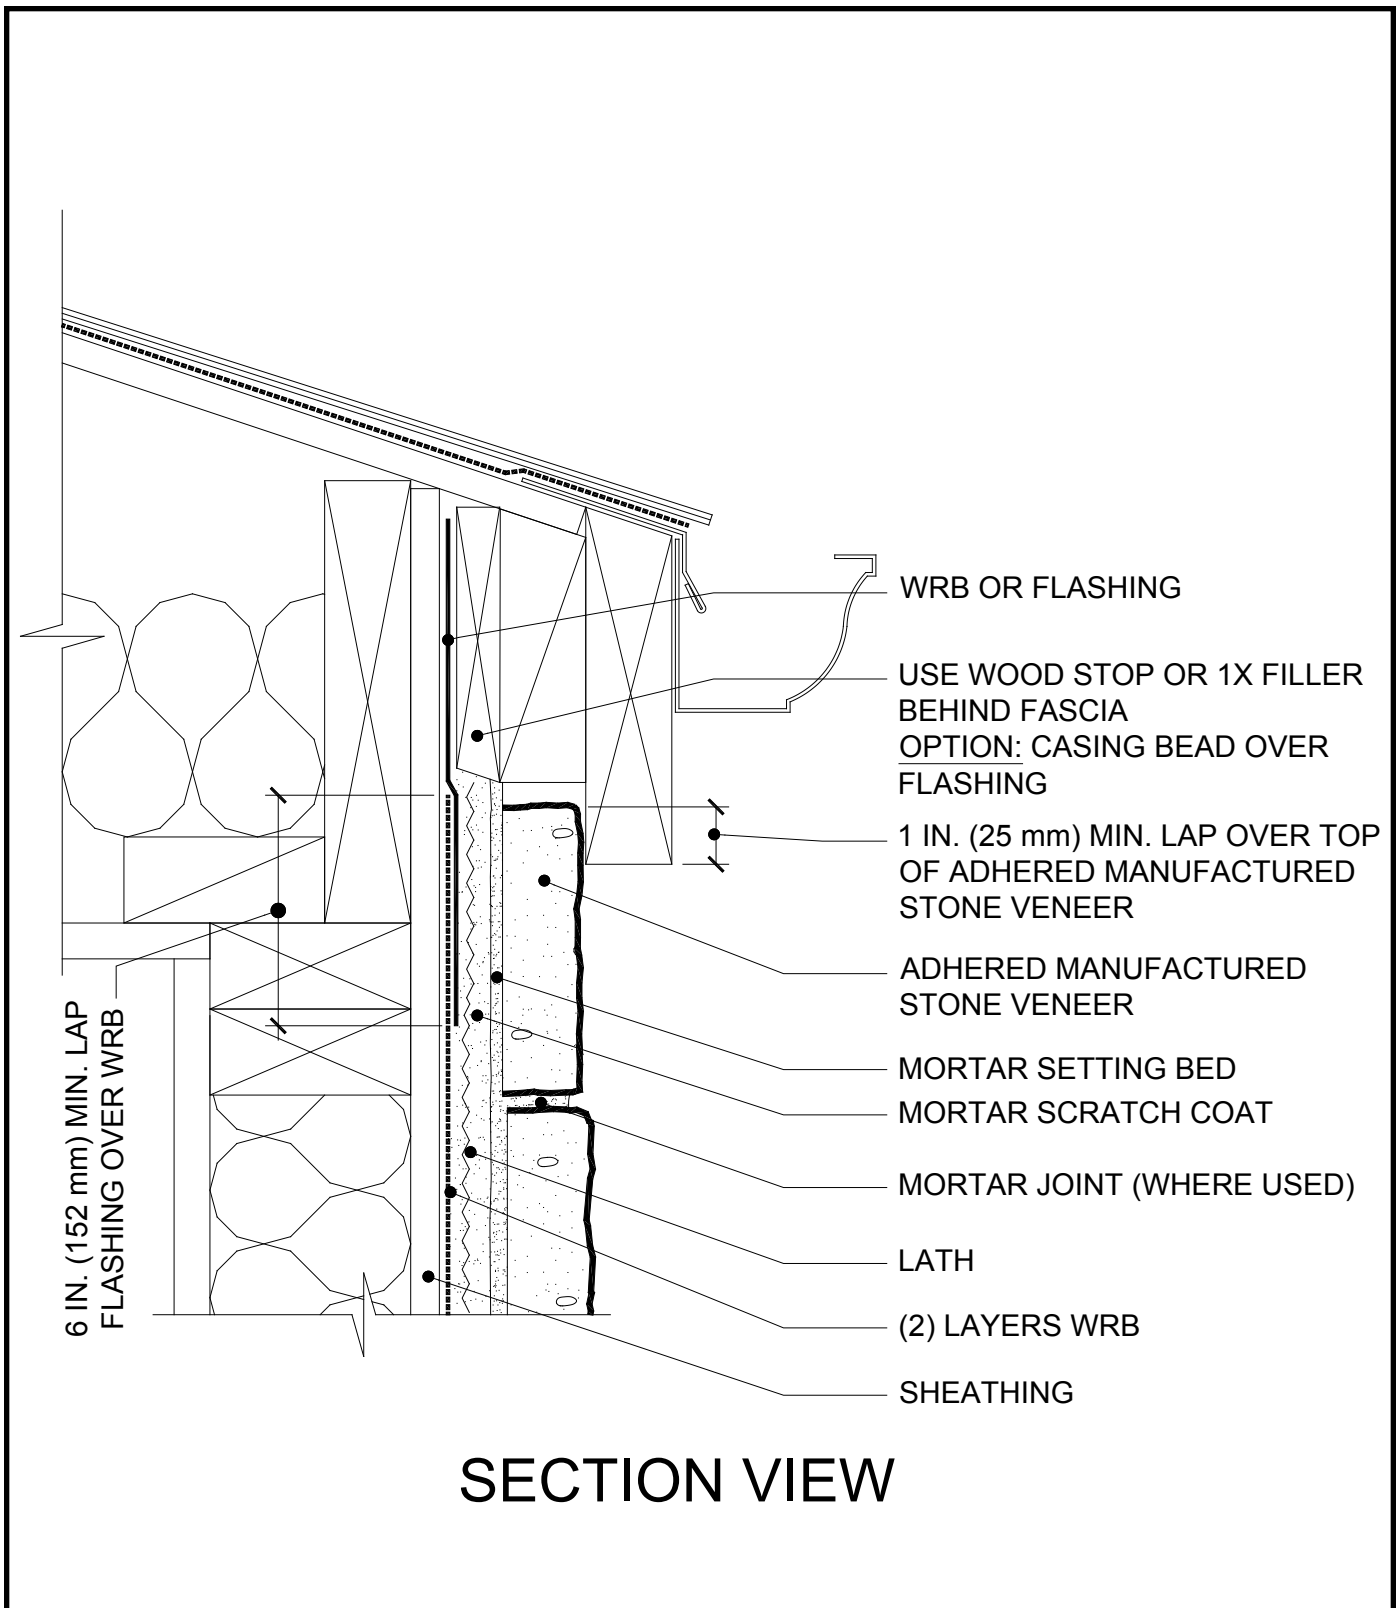 WRB OR FLASHING
USE WOOD STOP OR 1X FILLER
BEHIND FASCIA
OPTION: CASING BEAD OVER
FLASHING
1 IN. (25 mm) MIN. LAP OVER TOP
OF ADHERED MANUFACTURED
STONE VENEER
ADHERED MANUFACTURED
STONE VENEER
MORTAR SETTING BED
MORTAR SCRATCH COAT
MORTAR JOINT (WHERE USED)
LATH
(2) LAYERS WRB
SHEATHING
6 IN. (152 mm) MIN. LAP
FLASHING OVER WRB
SECTION VIEW